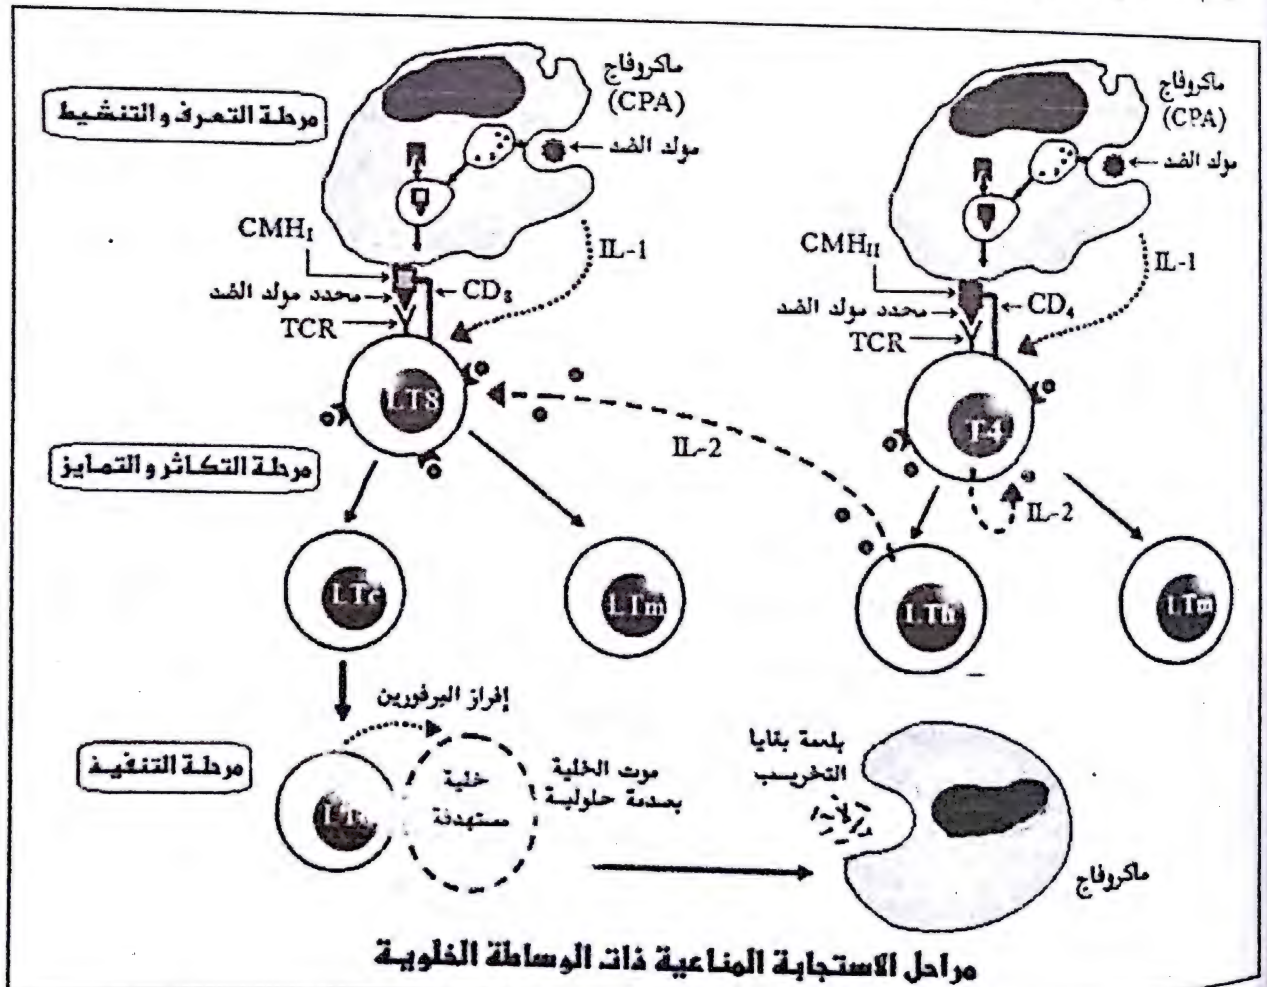 ماكروفاج
(CPA)
ماكروفاج
(CPA)
مرحلة التعرف والتنشيط
مولد الضد
مولد الضد
CMHI
IL-1
CMHII
IL-1
CD8
محدد مولد الضد
TCR
CD4
محدد مولد الضد
TCR
LT8
T4
IL-2
IL-2
مرحلة التكاثر والتمايز
LTc
LTm
LTh
LTm
إفراز البرفورين
مرحلة التنفيذ
خلية
مستهدفة
موت الخلية
بصدمة حلولية
بلعمة بقايا
التخريب
ماكروفاج
مراحل الاستجابة المناعية ذات الوساطة الخلوية